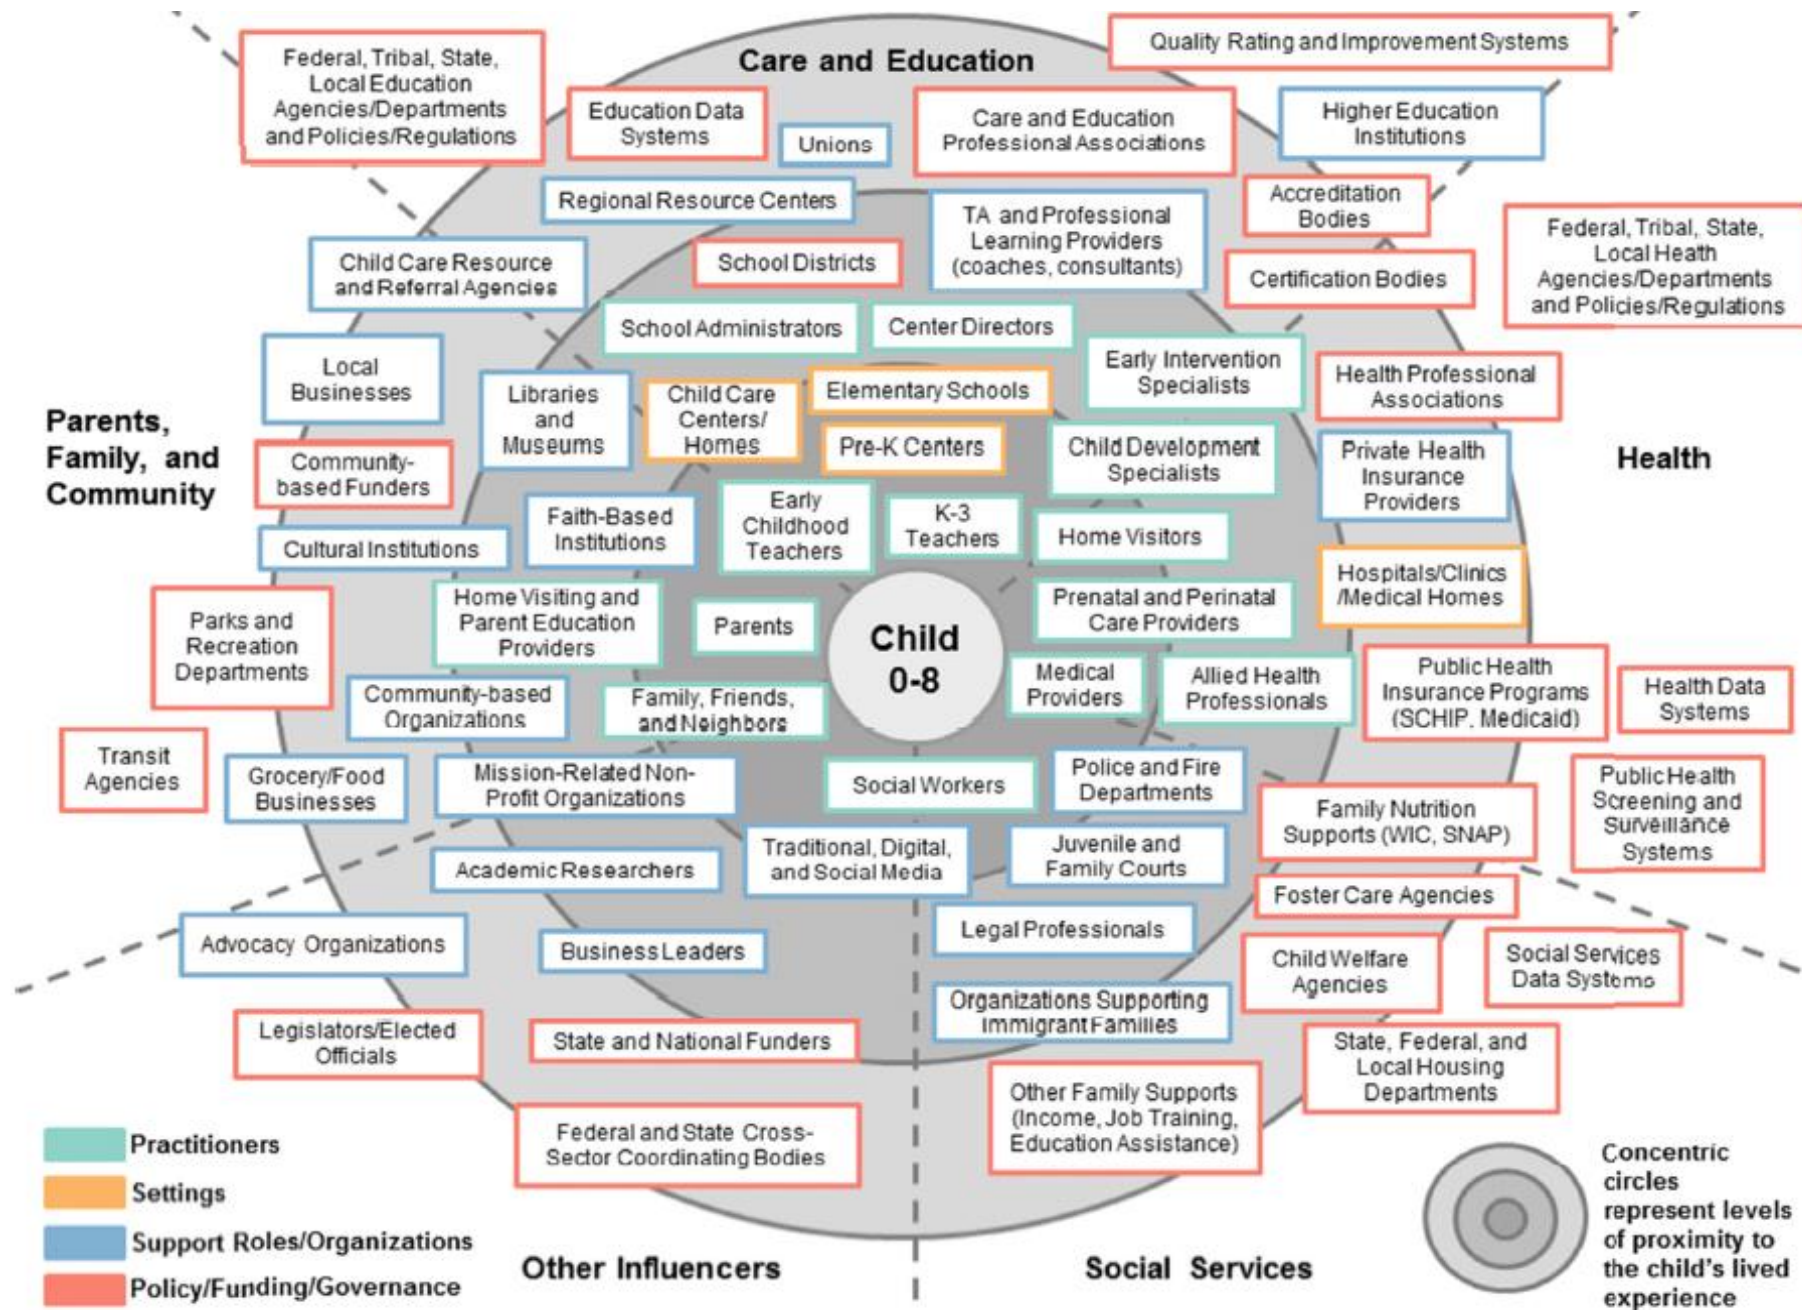 Care and Education
Quality Rating and Improvement Systems
Federal, Tribal, State,
Local Education
Agencies/Departments
and Policies/Regulations
Education Data
Systems
Unions
Care and Education
Professional Associations
Higher Education
Institutions
Regional Resource Centers
TA and Professional
Learning Providers
(coaches, consultants)
Accreditation
Bodies
Federal, Tribal, State,
Local Heath
Agencies/Departments
and Policies/Regulations
Child Care Resource
and Referral Agencies
School Districts
Certification Bodies
School Administrators
Center Directors
Local
Businesses
Libraries
and
Museums
Child Care
Centers/
Homes
Elementary Schools
Early Intervention
Specialists
Health Professional
Associations
Parents,
Family, and
Community
Community-
based Funders
Pre-K Centers
Child Development
Specialists
Private Health
Insurance
Providers
Health
Cultural Institutions
Faith-Based
Institutions
Early
Childhood
Teachers
K-3
Teachers
Home Visitors
Hospitals/Clinics
/Medical Homes
Parks and
Recreation
Departments
Home Visiting and
Parent Education
Providers
Parents
Child
0-8
Prenatal and Perinatal
Care Providers
Community-based
Organizations
Family, Friends,
and Neighbors
Medical
Providers
Allied Health
Professionals
Public Health
Insurance Programs
(SCHIP. Medicaid)
Health Data
Systems
Transit
Agencies
Grocery/Food
Businesses
Mission-Related Non-
Profit Organizations
Social Workers
Police and Fire
Departments
Family Nutrition
Supports (WIC, SNAP)
Public Health
Screening and
Surveillance
Systems
Academic Researchers
Traditional, Digital,
and Social Media
Juvenile and
Family Courts
Foster Care Agencies
Advocacy Organizations
Business Leaders
Legal Professionals
Child Welfare
Agencies
Social Services
Data Systems
Legislators/Elected
Officials
State and National Funders
Organizations Supporting
Immigrant Families
State, Federal, and
Local Housing
Departments
Federal and State Cross-
Sector Coordinating Bodies
Other Family Supports
(Income, Job Training,
Education Assistance)
Practitioners
Settings
Support Roles/Organizations
Policy/Funding/Governance
Other Influencers
Social Services
Concentric
circles
represent levels
of proximity to
the child's lived
experience